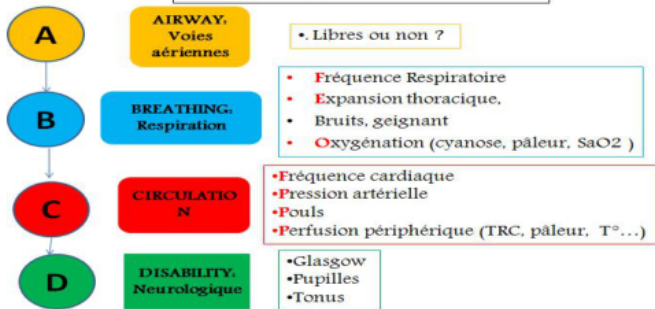 A
AIRWAY:
Voies
aériennes
•. Libres ou non ?
B
BREATHING:
Respiration
• Fréquence Respiratoire
• Expansion thoracique,
• Bruits, geignant
• Oxygénation (cyanose, pâleur, SaO2 )
C
CIRCULATIO
N
•Fréquence cardiaque
•Pression artérielle
•Pouls
•Perfusion périphérique (TRC, pâleur, T°…)
D
DISABILITY:
Neurologique
•Glasgow
•Pupilles
•Tonus